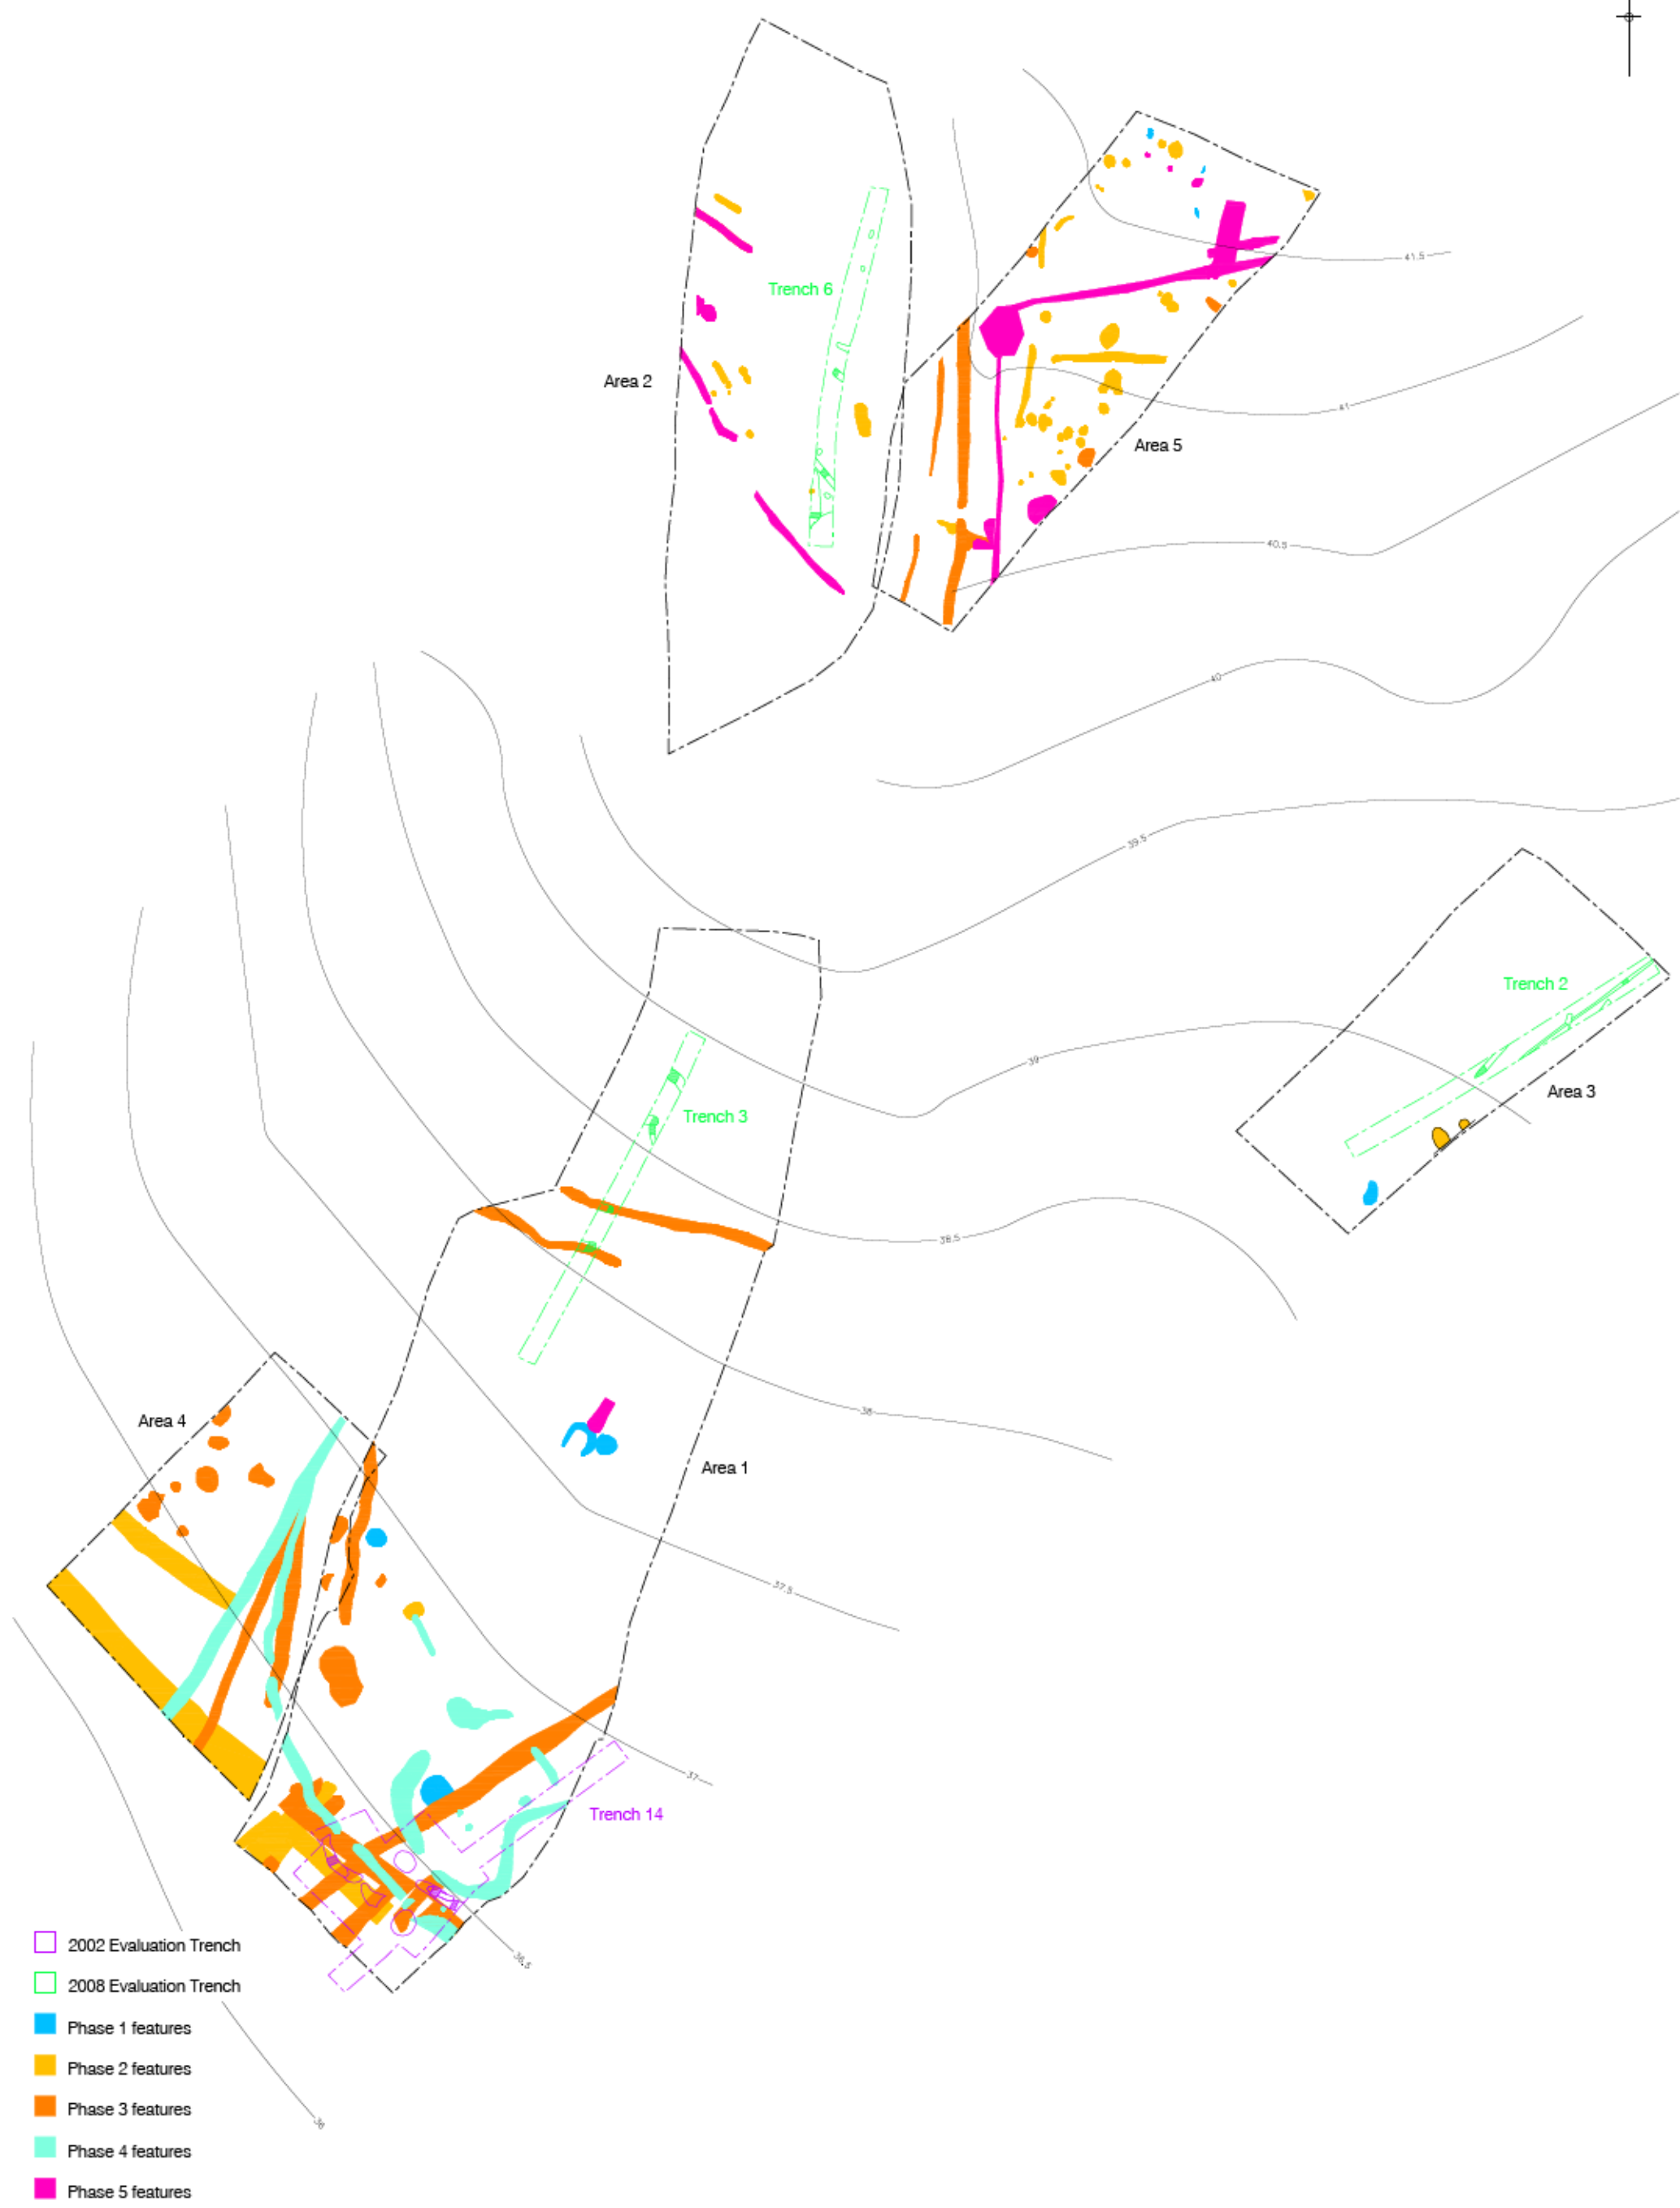 41.5
Trench 6
Area 2
41
Area 5
40.5
40
39.5
Trench 2
39
Area 3
Trench 3
38.5
38
Area 4
Area 1
37.5
37
Trench 14
36.5
36
2002 Evaluation Trench
2008 Evaluation Trench
Phase 1 features
Phase 2 features
Phase 3 features
Phase 4 features
Phase 5 features